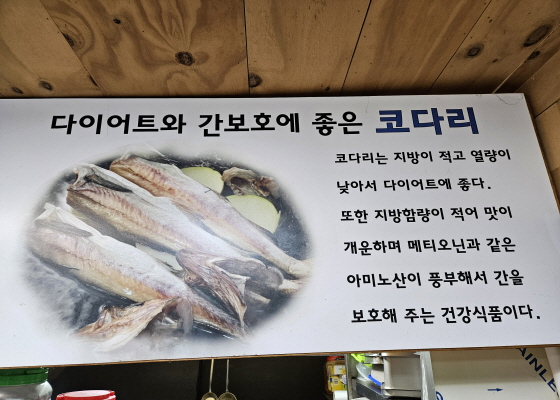 다이어트와 간보호에 좋은 코다리
코다리는 지방이 적고 열량이
낮아서 다이어트에 좋다.
또한 지방함량이 적어 맛이
개운하며 메티오닌과 같은
아미노산이 풍부해서 간을
보호해 주는 건강식품이다.